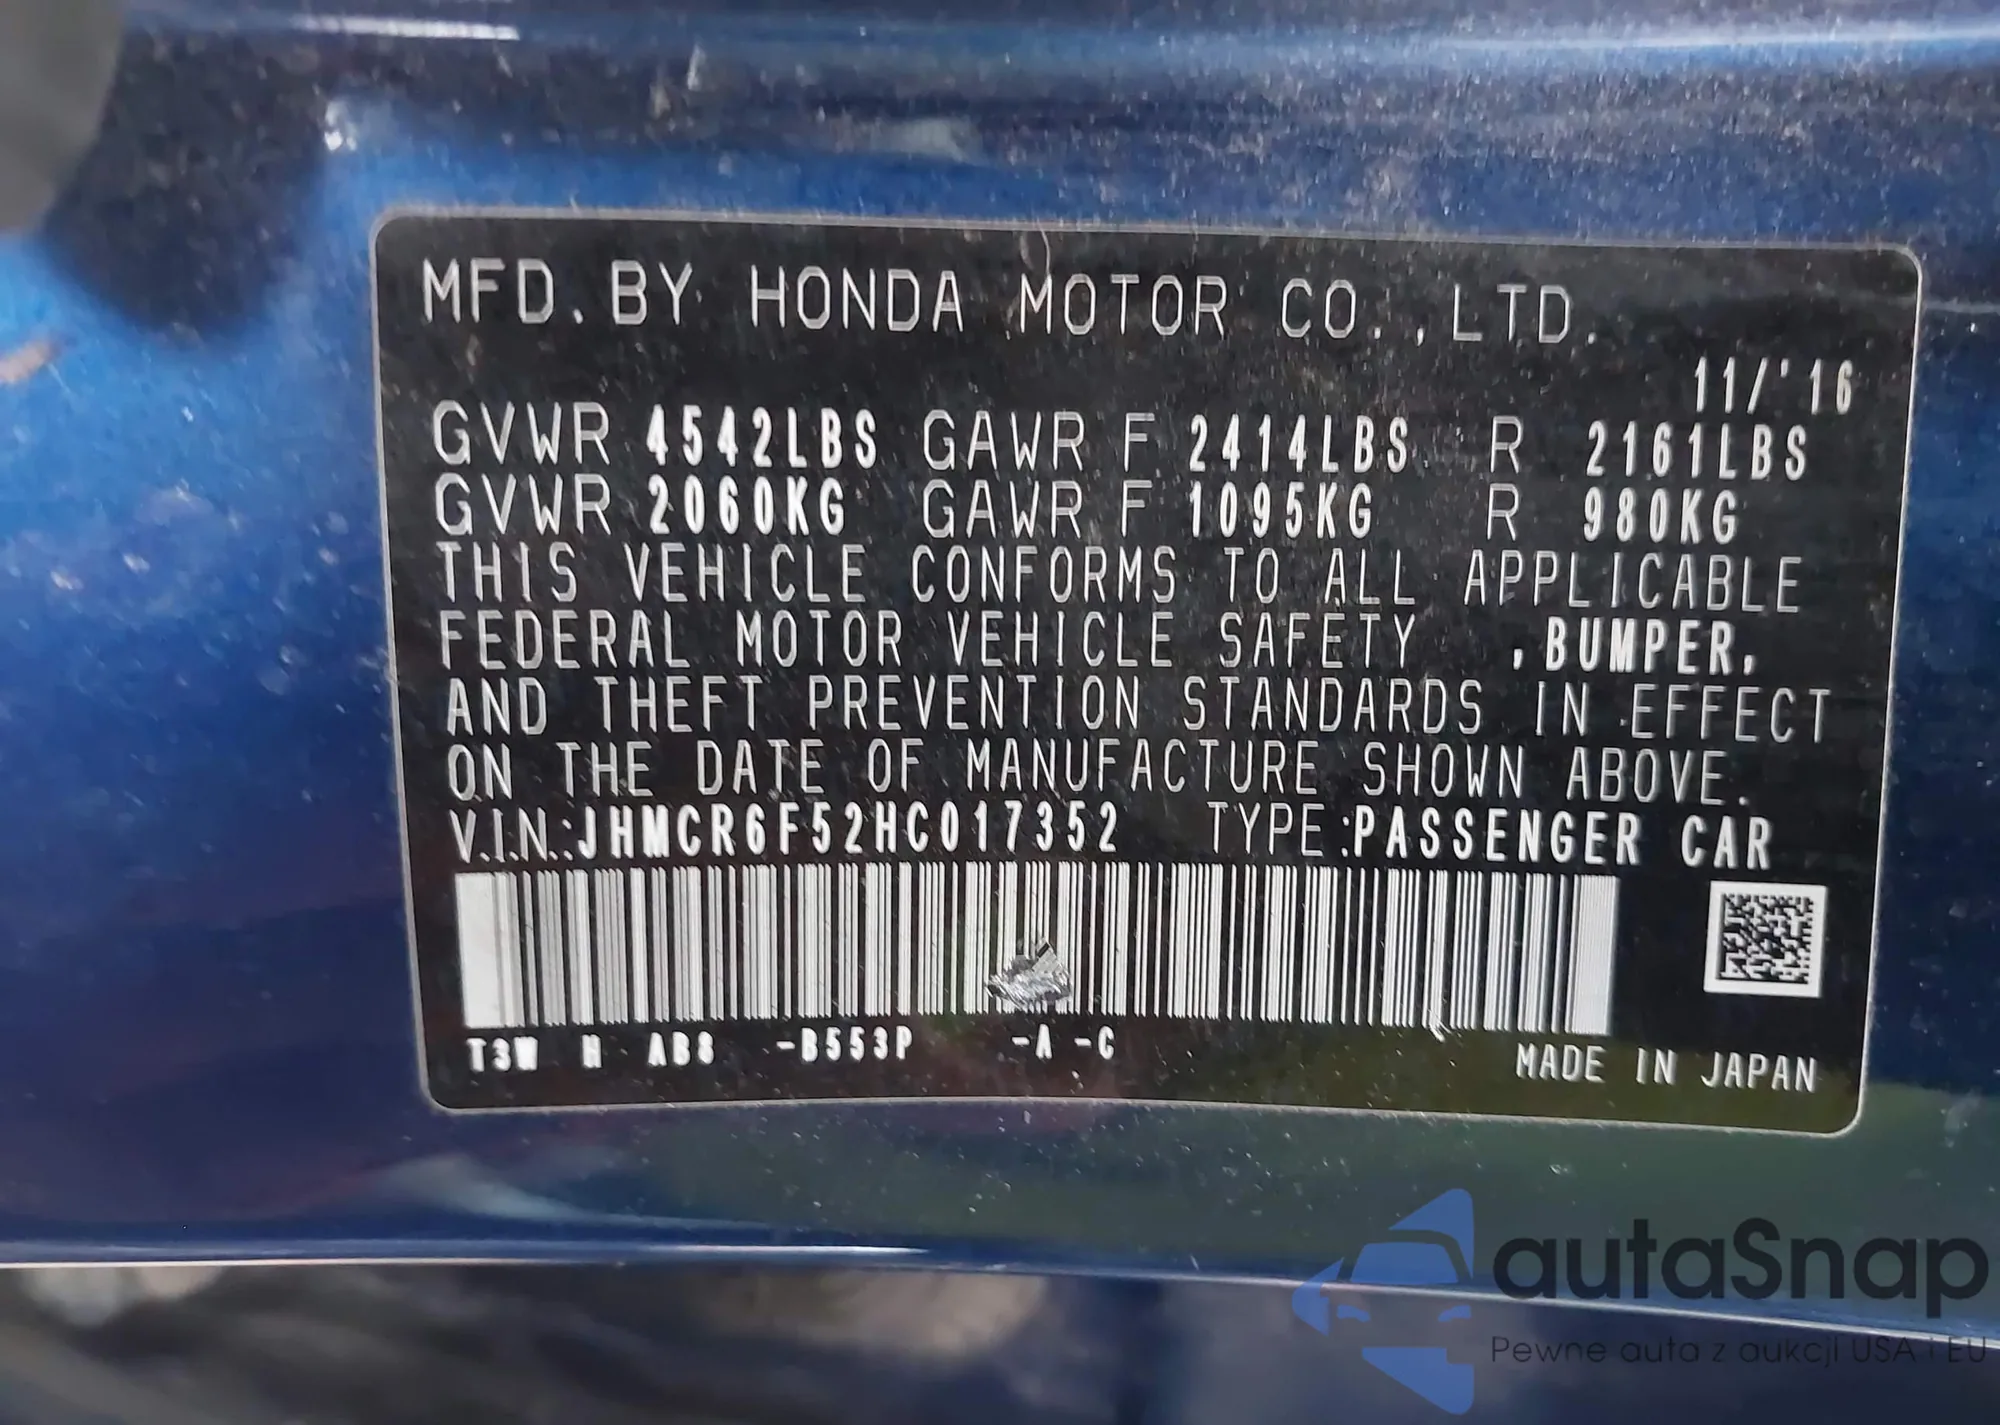 MFD. BY HONDA MOTOR CO.,LTD.
11/'16
GVWR 4542LBS GAWR F 2414LBS R 2161LBS
GVWR 2060KG GAWR F 1095KG R 980KG
THIS VEHICLE CONFORMS TO ALL APPLICABLE
FEDERAL MOTOR VEHICLE SAFETY , BUMPER,
AND THEFT PREVENTION STANDARDS IN EFFECT
ON THE DATE OF MANUFACTURE SHOWN ABOVE.
V.I.N.:JHMCR6F52HC017352 TYPE:PASSENGER CAR
T3W H AB8 -B553P -A -C
MADE IN JAPAN
autaSnap
Pewne auta z aukcji USA i EU